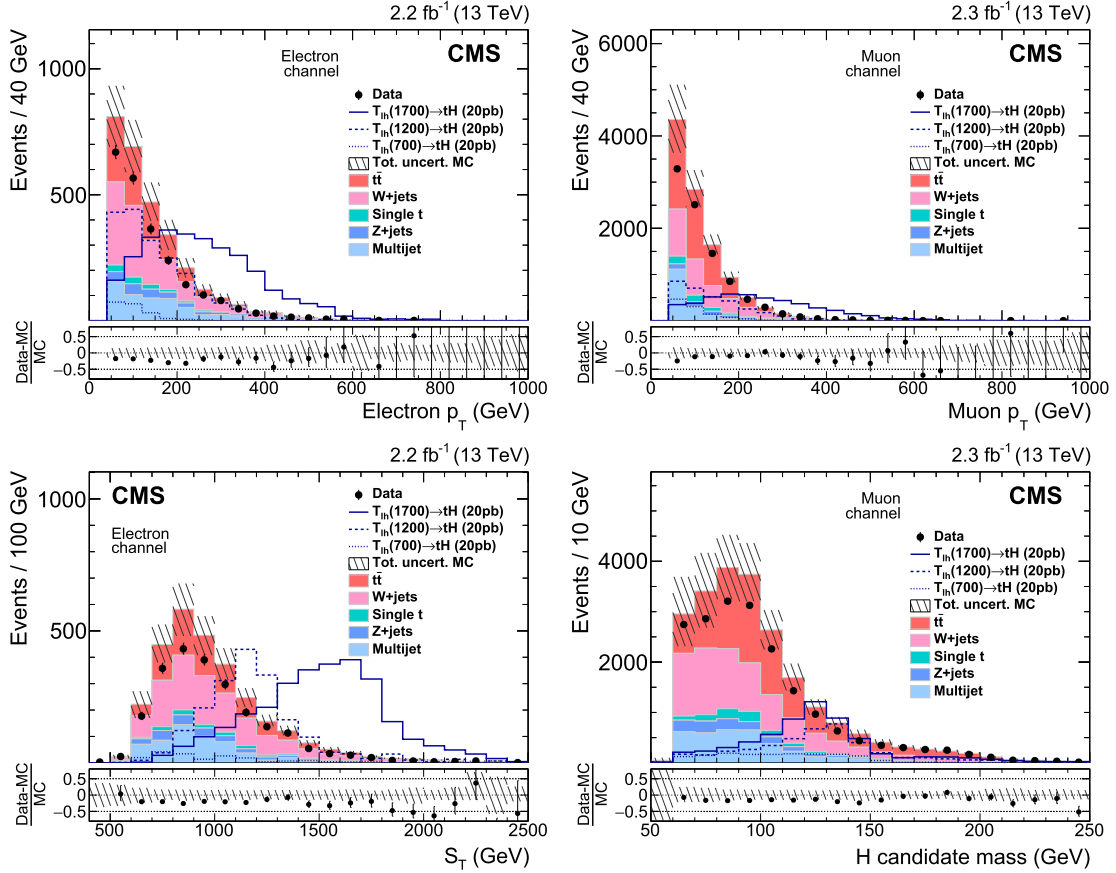 2.2 fb⁻¹ (13 TeV)
Events / 40 GeV
1000
500
Electron
channel
CMS
Data
T_lh(1700)→tH (20pb)
T_lh(1200)→tH (20pb)
T_lh(700)→tH (20pb)
Tot. uncert. MC
tt̄
W+jets
Single t
Z+jets
Multijet
Data-MC
MC
0.5
0
−0.5
0 200 400 600 800 1000
Electron p_T (GeV)
2.3 fb⁻¹ (13 TeV)
Events / 40 GeV
6000
4000
2000
Muon
channel
CMS
Data
T_lh(1700)→tH (20pb)
T_lh(1200)→tH (20pb)
T_lh(700)→tH (20pb)
Tot. uncert. MC
tt̄
W+jets
Single t
Z+jets
Multijet
Data-MC
MC
0.5
0
−0.5
0 200 400 600 800 1000
Muon p_T (GeV)
2.2 fb⁻¹ (13 TeV)
Events / 100 GeV
1000
500
CMS
Electron
channel
Data
T_lh(1700)→tH (20pb)
T_lh(1200)→tH (20pb)
T_lh(700)→tH (20pb)
Tot. uncert. MC
tt̄
W+jets
Single t
Z+jets
Multijet
Data-MC
MC
0.5
0
−0.5
500 1000 1500 2000 2500
S_T (GeV)
2.3 fb⁻¹ (13 TeV)
Events / 10 GeV
4000
2000
Muon
channel
CMS
Data
T_lh(1700)→tH (20pb)
T_lh(1200)→tH (20pb)
T_lh(700)→tH (20pb)
Tot. uncert. MC
tt̄
W+jets
Single t
Z+jets
Multijet
Data-MC
MC
0.5
0
−0.5
50 100 150 200 250
H candidate mass (GeV)